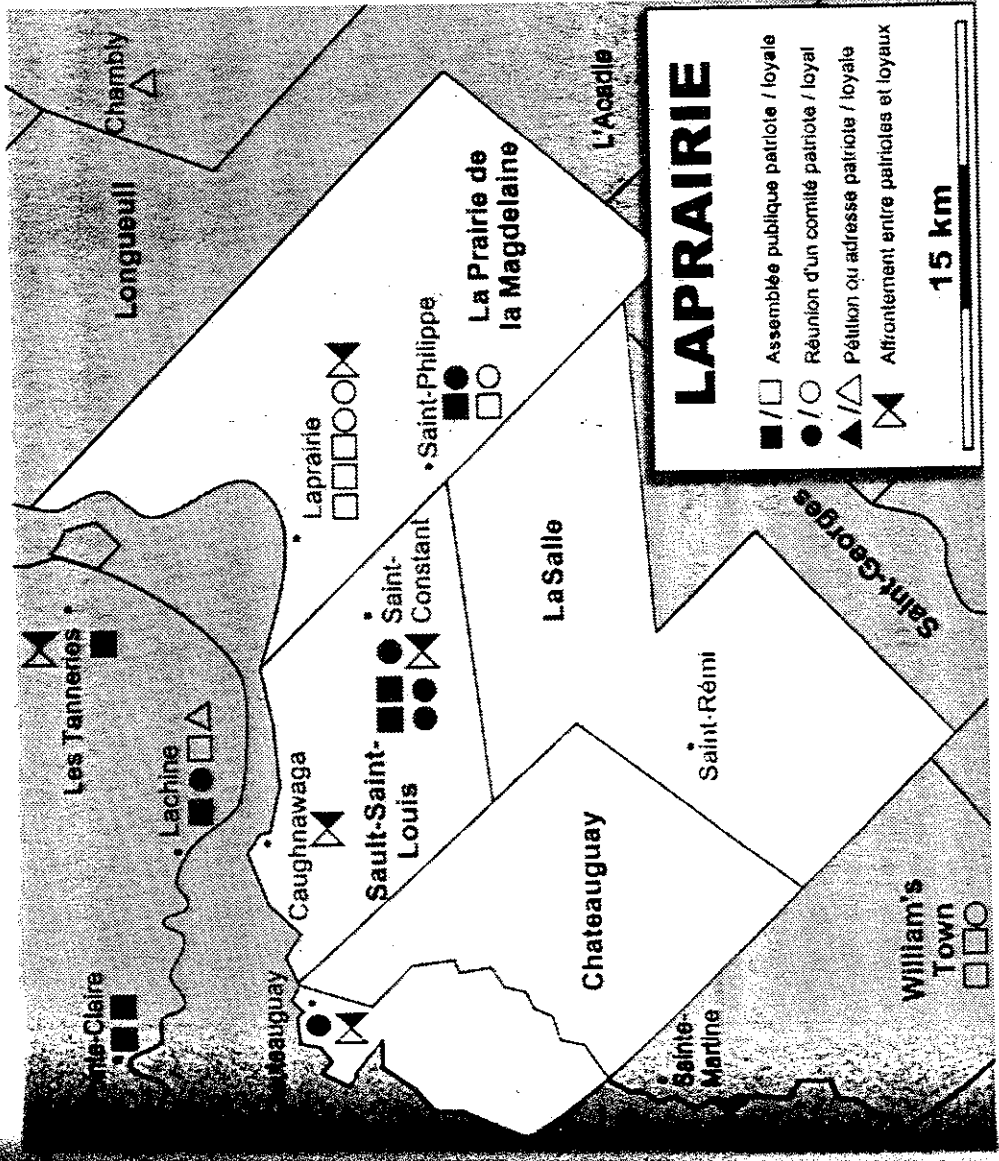 Chambly
Longueuil
L'Acadie
Les Tanneries
Lachine
Laprairie
Saint-Philippe
La Prairie de
la Magdelaine
Saint-
Constant
Caughnawaga
Sault-Saint-
Louis
LaSalle
Saint-Rémi
Chateauguay
Saint-Georges
Sainte-
Martine
William's
Town
LAPRAIRIE
■/□ Assemblée publique patriote / loyale
●/○ Réunion d'un comité patriote / loyal
▲/△ Pétition ou adresse patriote / loyale
Affrontement entre patriotes et loyaux
15 km